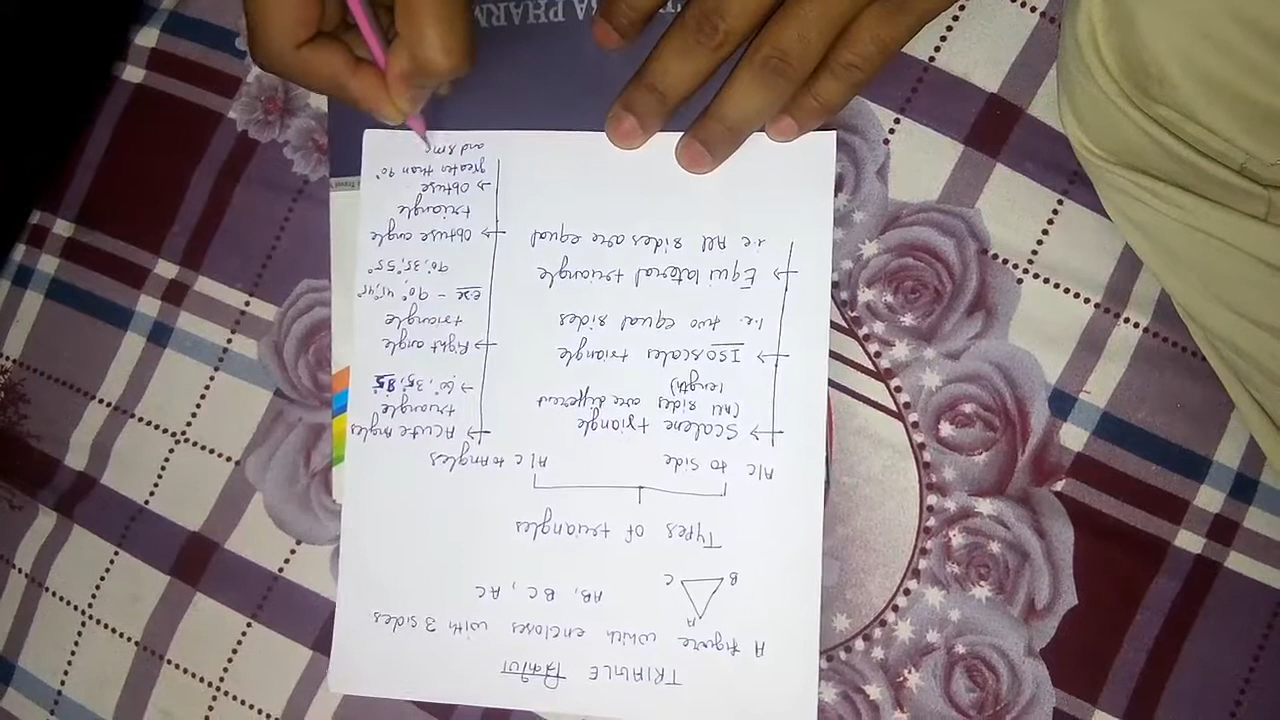 TRIANGLE
A figure which encloses with 3 sides
A
B
C
AB, BC, AC
Types of triangles
A/C to side
A/C to Angles
→ Scalene triangle
(All sides are different
length)
→ ISOscales triangle
i.e. two equal sides
→ Equilateral triangle
i.e All sides are equal
→ Acute Angles
triangle
→ 60°, 35°, 85°
→ Right angle
triangle
ex - 90°, 45°, 45°
90°, 35°, 55°
→ Obtuse angle
triangle
→ Obtuse
greater than 90°
and sm
PHARM